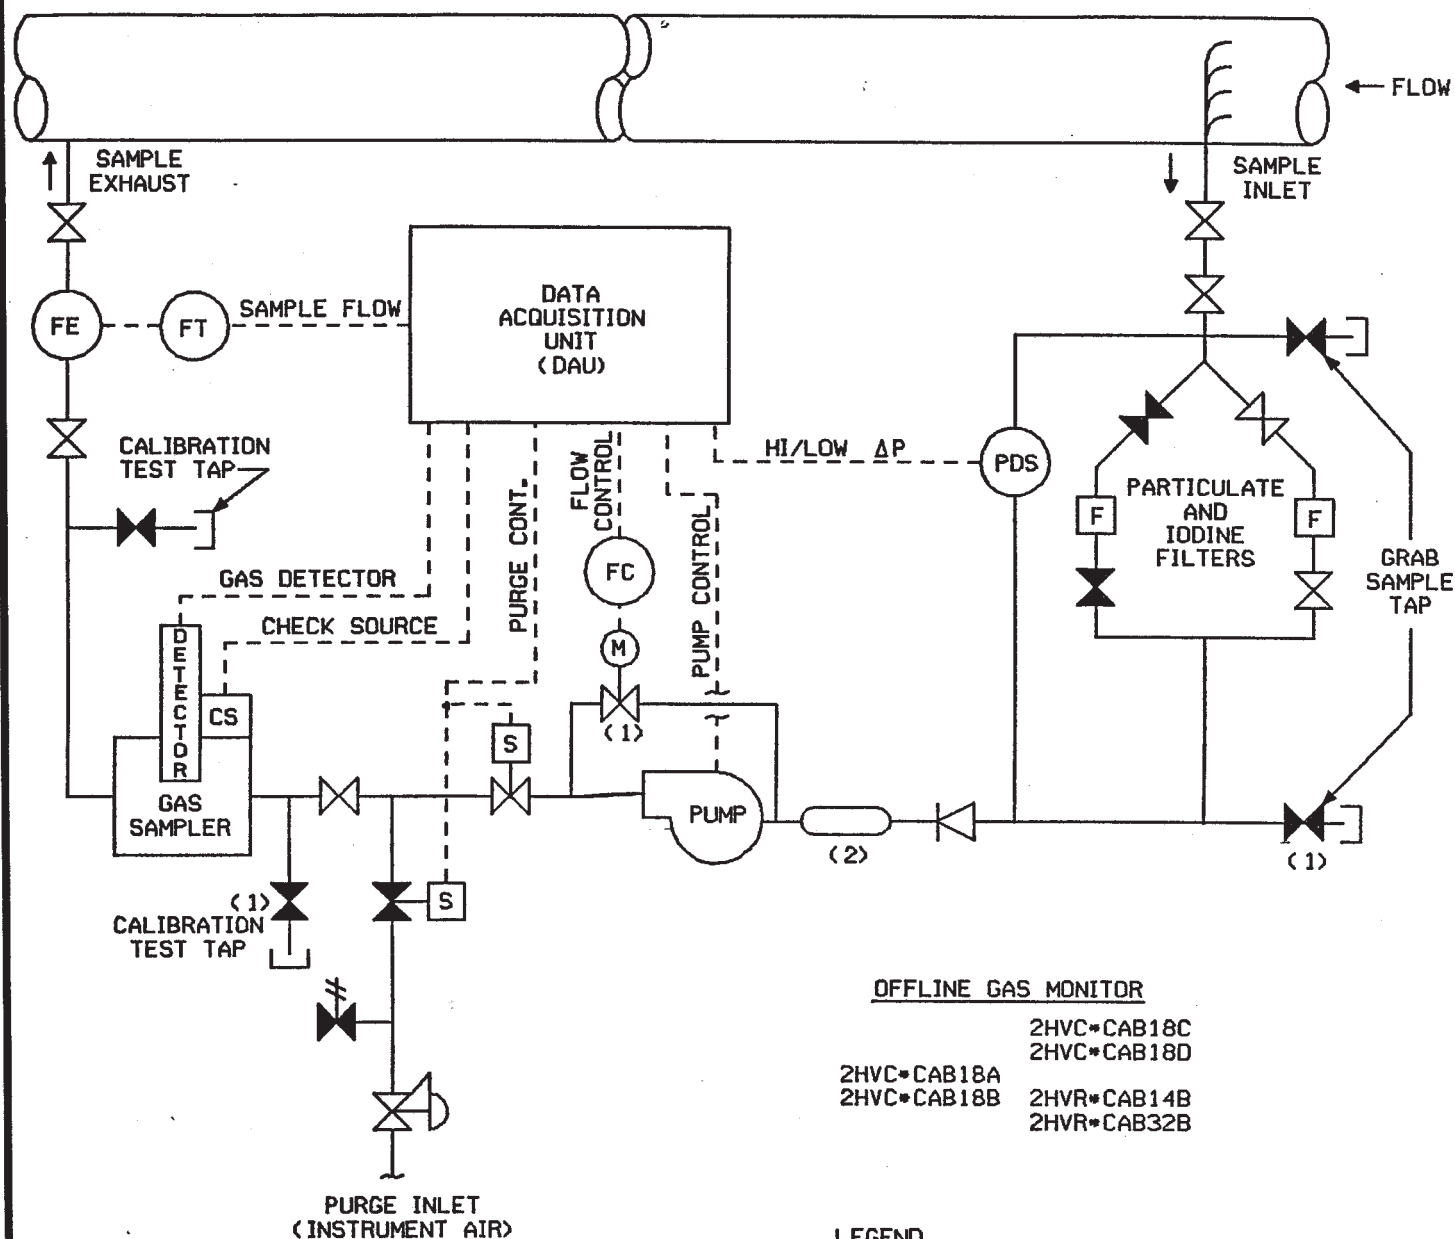 FLOW
SAMPLE
EXHAUST
SAMPLE
INLET
DATA
ACQUISITION
UNIT
(DAU)
FE
FT
SAMPLE FLOW
CALIBRATION
TEST TAP
HI/LOW ΔP
PDS
PARTICULATE
AND
IODINE
FILTERS
F
F
GRAB
SAMPLE
TAP
PURGE CONT.
FLOW
CONTROL
FC
M
PUMP CONTROL
GAS DETECTOR
CHECK SOURCE
DETECTOR
CS
S
(1)
GAS
SAMPLER
PUMP
(2)
(1)
(1)
CALIBRATION
TEST TAP
S
OFFLINE GAS MONITOR
2HVC*CAB18C
2HVC*CAB18D
2HVC*CAB18A
2HVC*CAB18B 2HVR*CAB14B
2HVR*CAB32B
PURGE INLET
(INSTRUMENT AIR)
LEGEND